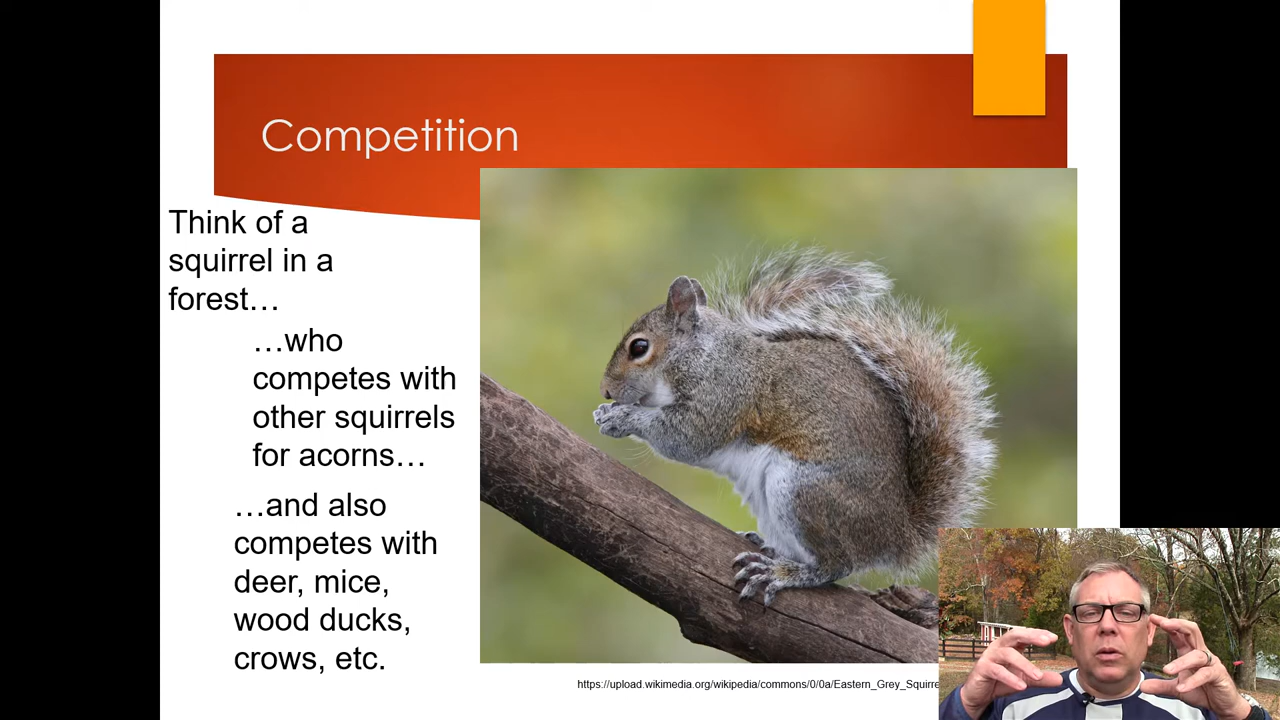 Competition
Think of a
squirrel in a
forest…
…who
competes with
other squirrels
for acorns…
…and also
competes with
deer, mice,
wood ducks,
crows, etc.
https://upload.wikimedia.org/wikipedia/commons/0/0a/Eastern_Grey_Squirre